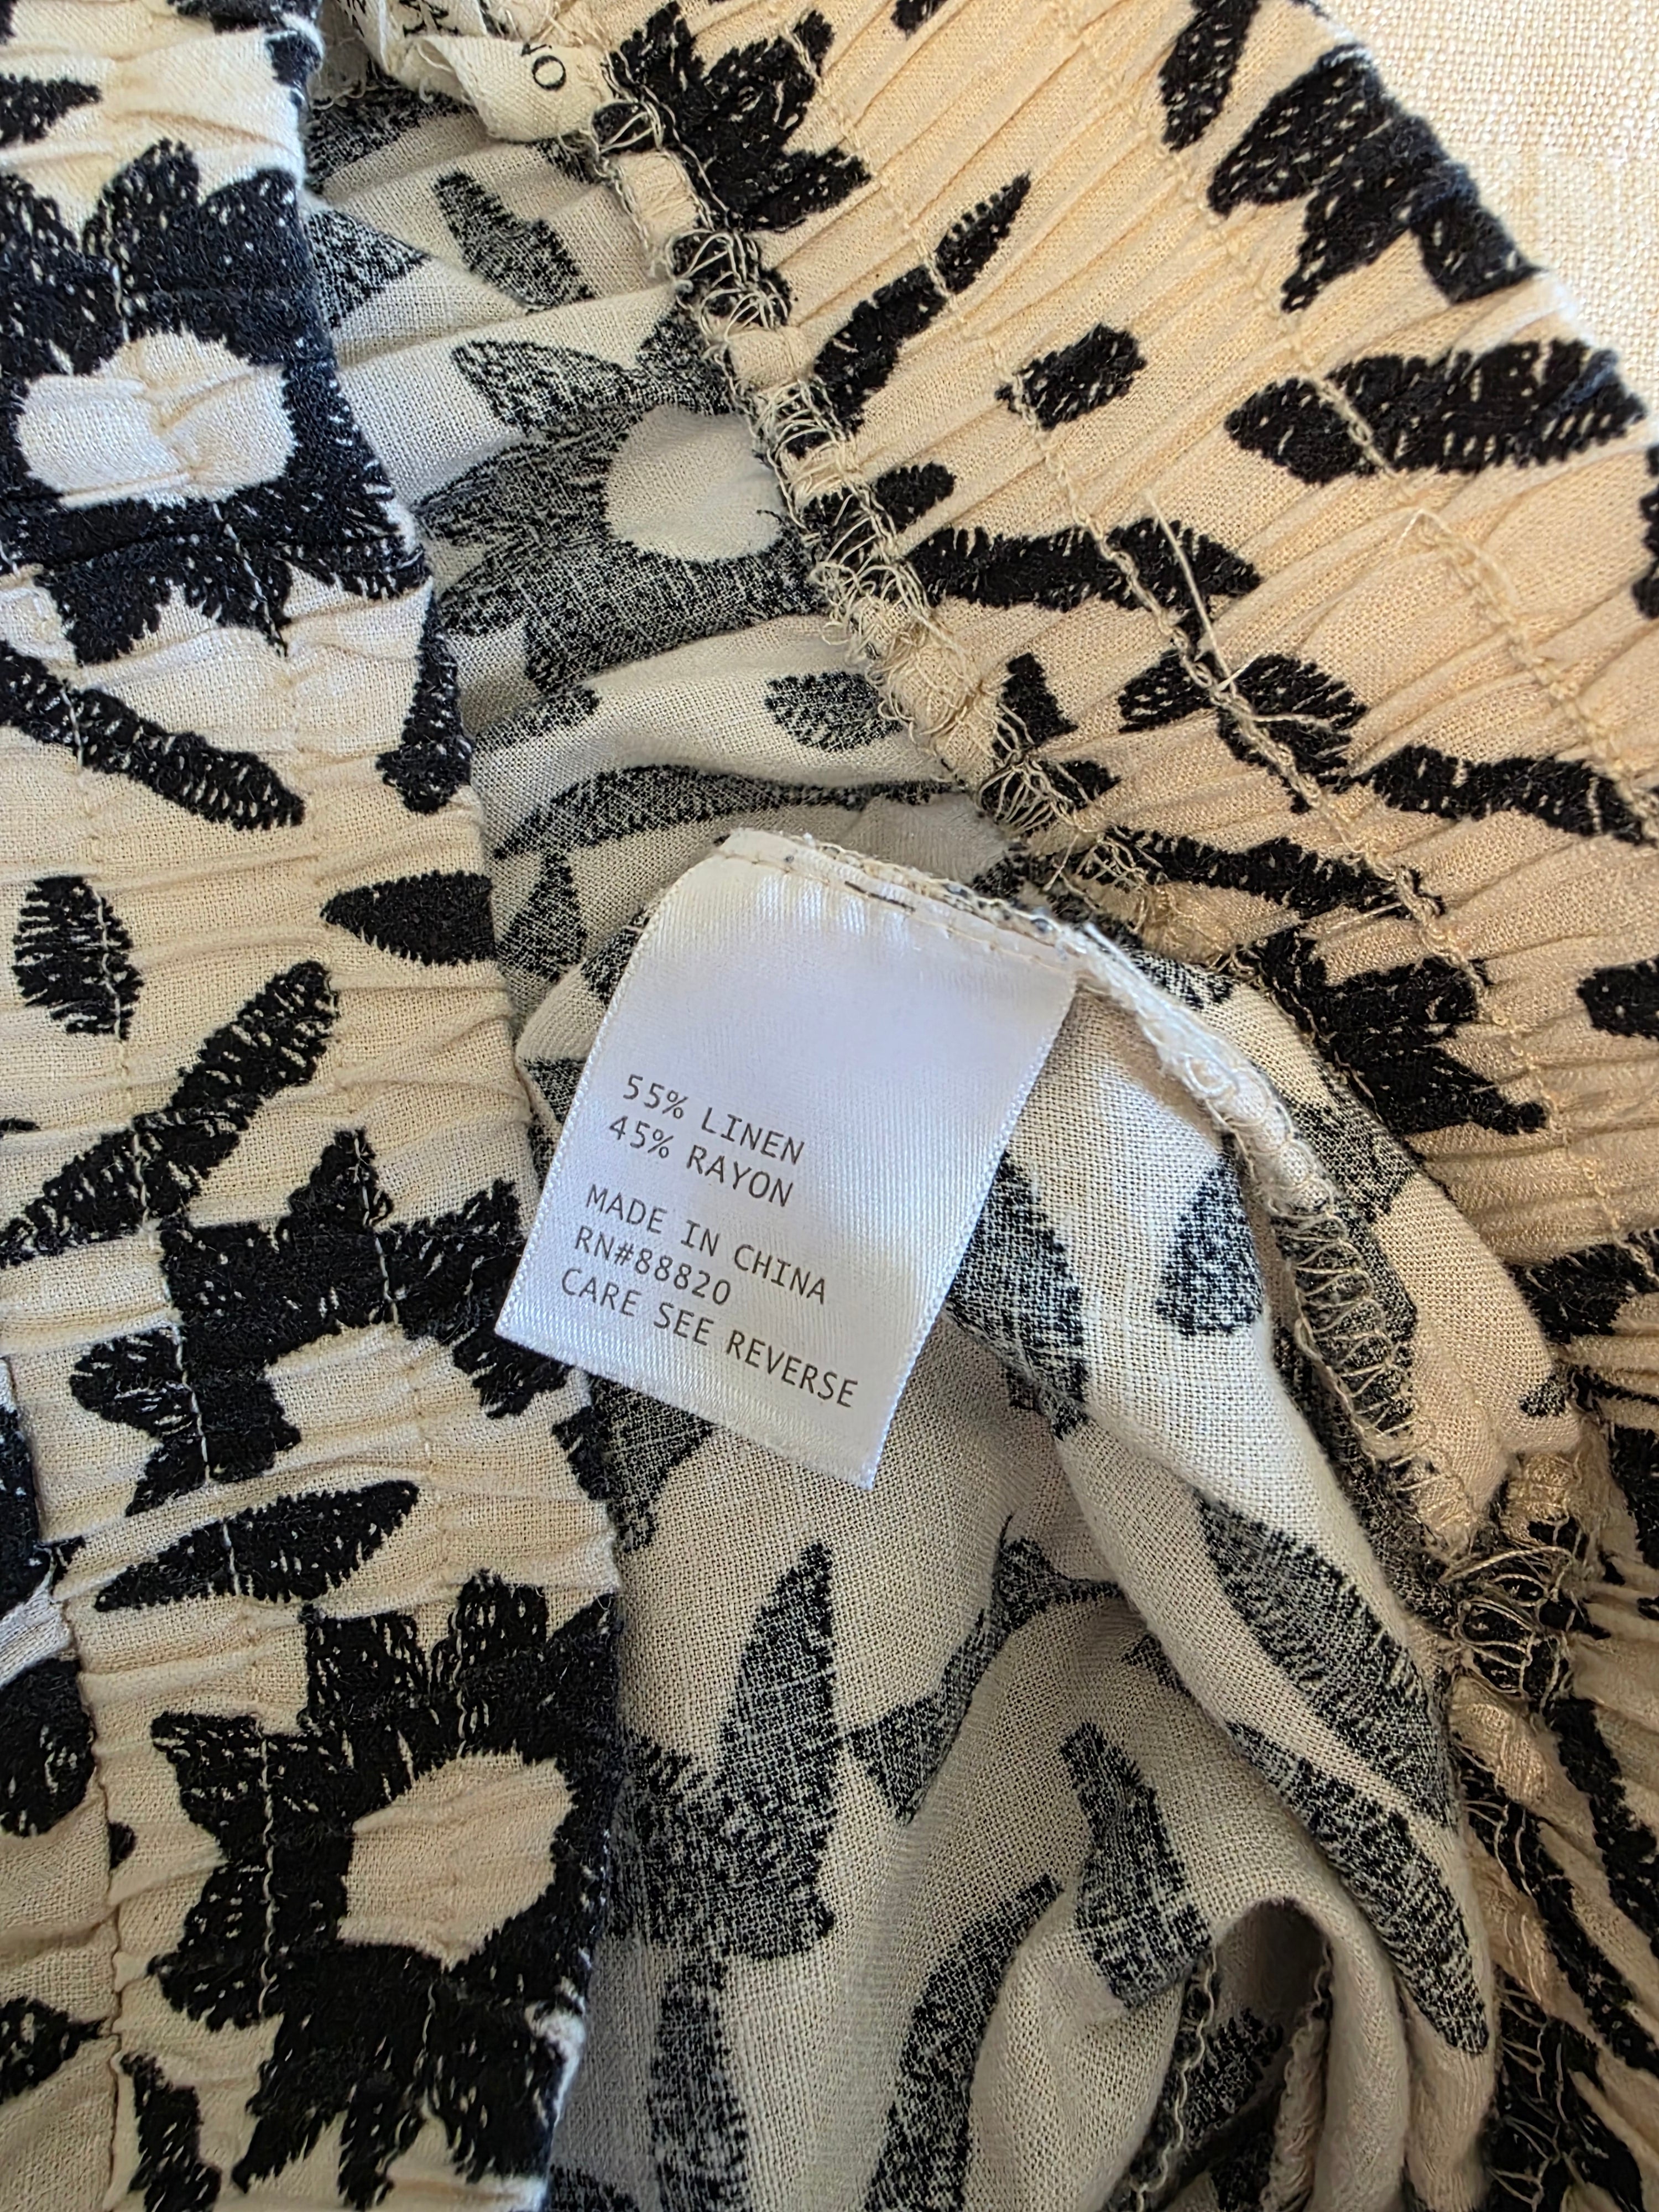 55% LINEN
45% RAYON
MADE IN CHINA
RN#88820
CARE SEE REVERSE